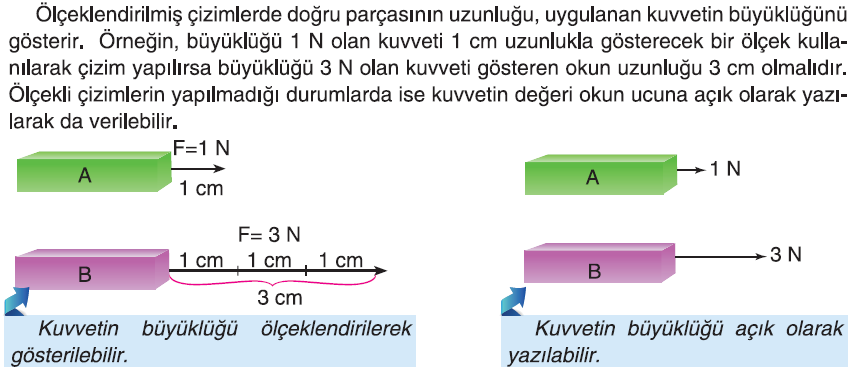 Ölçeklendirilmiş çizimlerde doğru parçasının uzunluğu, uygulanan kuvvetin büyüklüğünü
gösterir. Örneğin, büyüklüğü 1 N olan kuvveti 1 cm uzunlukla gösterecek bir ölçek kulla-
nılarak çizim yapılırsa büyüklüğü 3 N olan kuvveti gösteren okun uzunluğu 3 cm olmalıdır.
Ölçekli çizimlerin yapılmadığı durumlarda ise kuvvetin değeri okun ucuna açık olarak yazı-
larak da verilebilir.
F=1 N
A
1 cm
F= 3 N
1 cm 1 cm 1 cm
B
3 cm
Kuvvetin büyüklüğü ölçeklendirilerek
gösterilebilir.
A
1 N
B
3 N
Kuvvetin büyüklüğü açık olarak
yazılabilir.